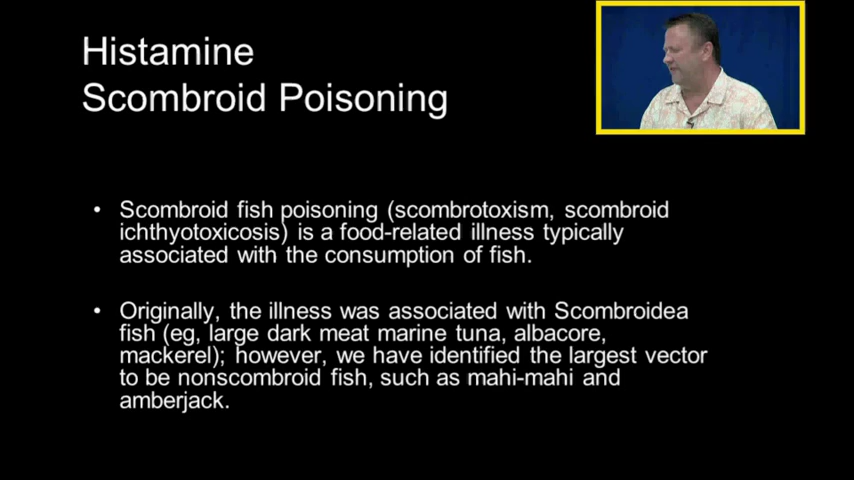 Histamine
Scombroid Poisoning
• Scombroid fish poisoning (scombrotoxism, scombroid
ichthyotoxicosis) is a food-related illness typically
associated with the consumption of fish.
• Originally, the illness was associated with Scombroidea
fish (eg, large dark meat marine tuna, albacore,
mackerel); however, we have identified the largest vector
to be nonscombroid fish, such as mahi-mahi and
amberjack.